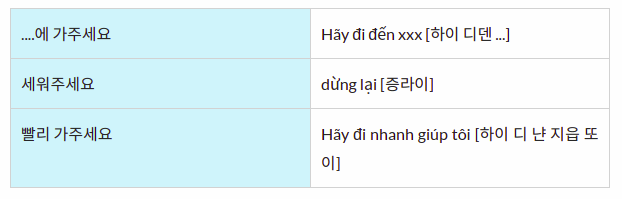 ....에 가주세요 Hãy đi đến xxx [하이 디덴 ...]
세워주세요 dừng lại [증라이]
빨리 가주세요 Hãy đi nhanh giúp tôi [하이 디 냔 지읍 또
이]